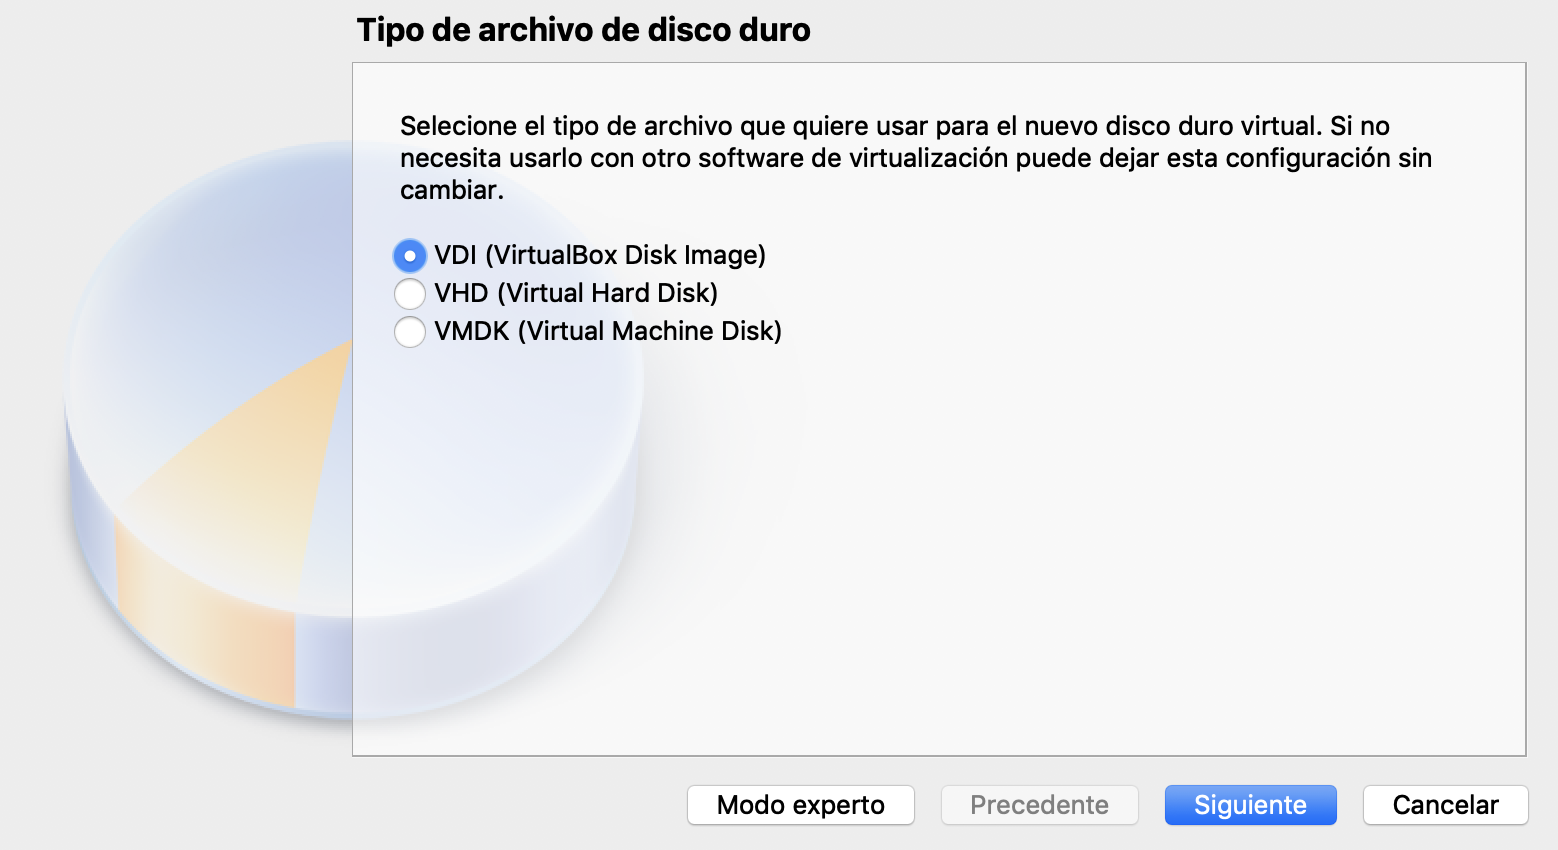 Tipo de archivo de disco duro
Selecione el tipo de archivo que quiere usar para el nuevo disco duro virtual. Si no
necesita usarlo con otro software de virtualización puede dejar esta configuración sin
cambiar.
VDI (VirtualBox Disk Image)
VHD (Virtual Hard Disk)
VMDK (Virtual Machine Disk)
Modo experto
Precedente
Siguiente
Cancelar